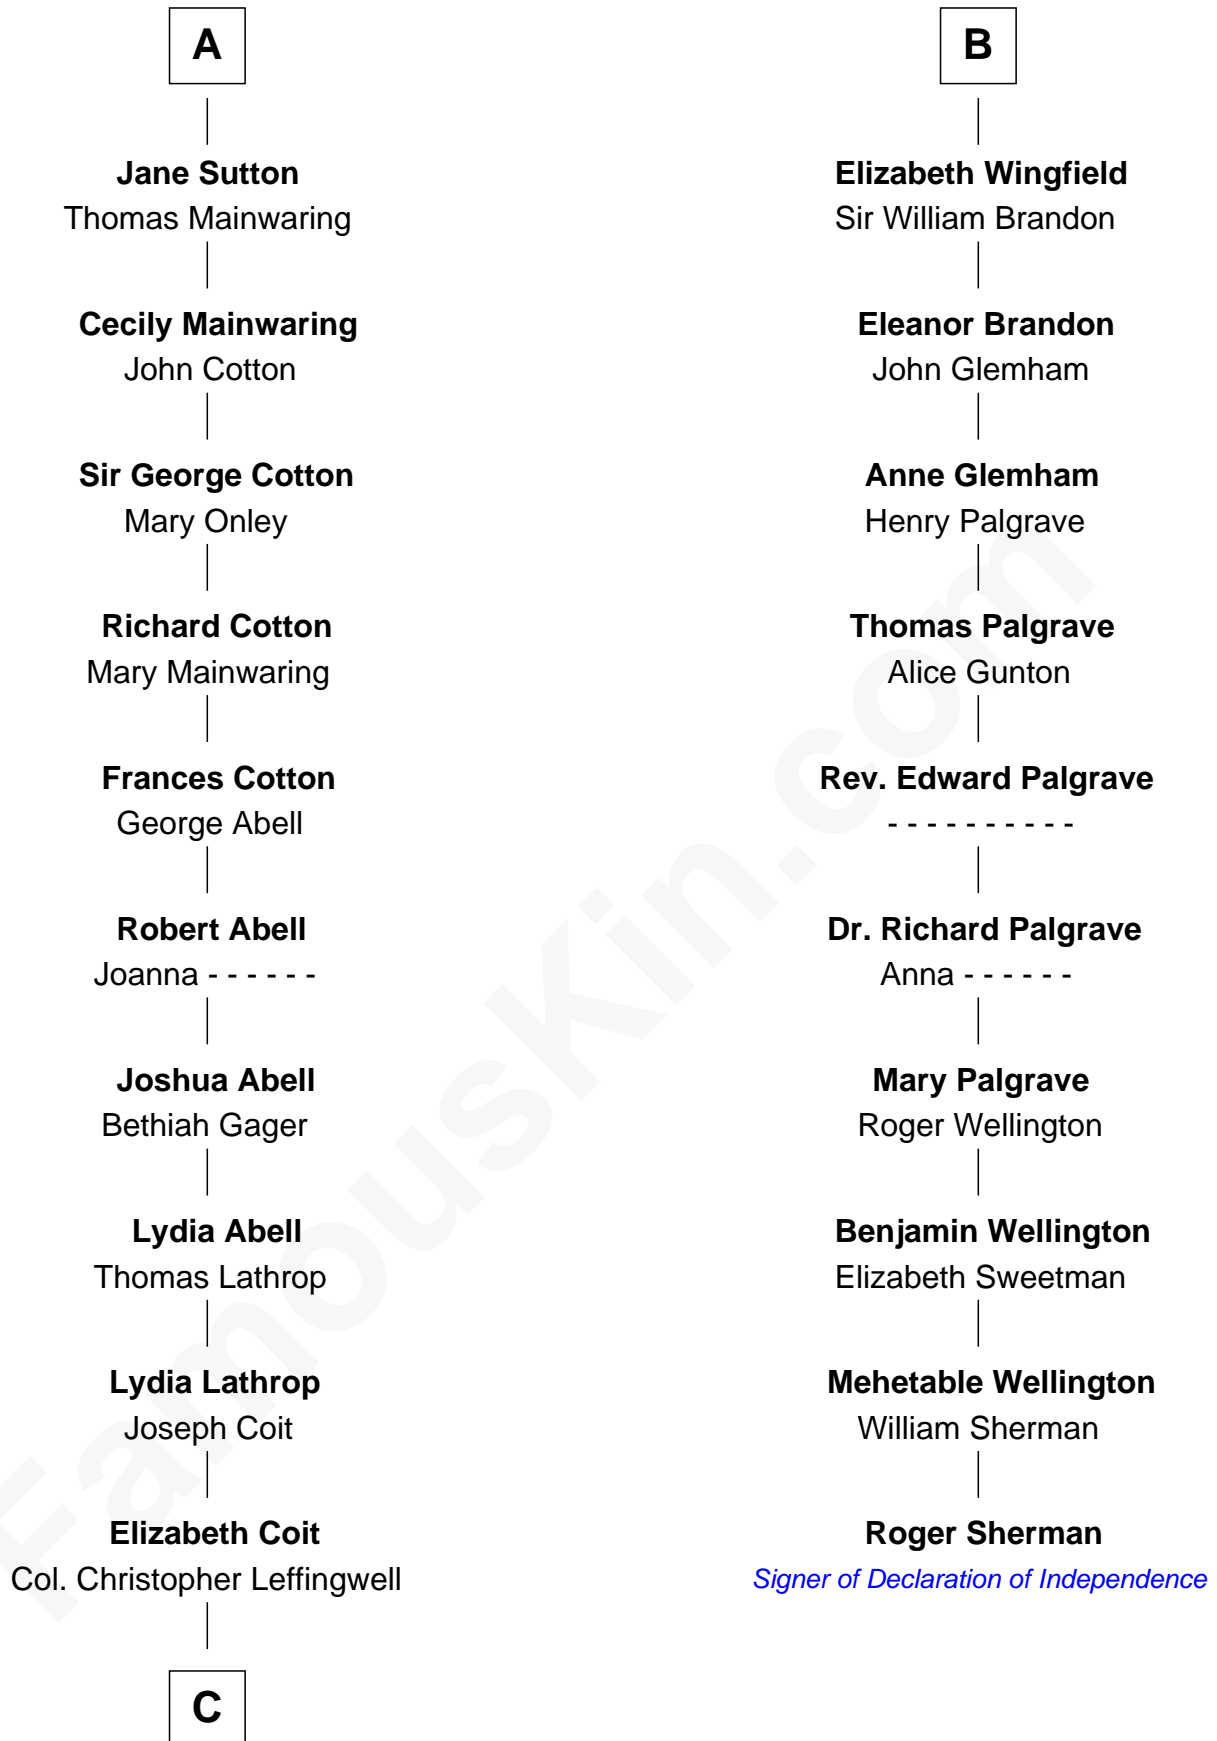 A
Jane Sutton
Thomas Mainwaring
Cecily Mainwaring
John Cotton
Sir George Cotton
Mary Onley
Richard Cotton
Mary Mainwaring
Frances Cotton
George Abell
Robert Abell
Joanna - - - - - -
Joshua Abell
Bethiah Gager
Lydia Abell
Thomas Lathrop
Lydia Lathrop
Joseph Coit
Elizabeth Coit
Col. Christopher Leffingwell
C
B
Elizabeth Wingfield
Sir William Brandon
Eleanor Brandon
John Glemham
Anne Glemham
Henry Palgrave
Thomas Palgrave
Alice Gunton
Rev. Edward Palgrave
- - - - - - - - - -
Dr. Richard Palgrave
Anna - - - - - -
Mary Palgrave
Roger Wellington
Benjamin Wellington
Elizabeth Sweetman
Mehetable Wellington
William Sherman
Roger Sherman
Signer of Declaration of Independence
FamousKin.com